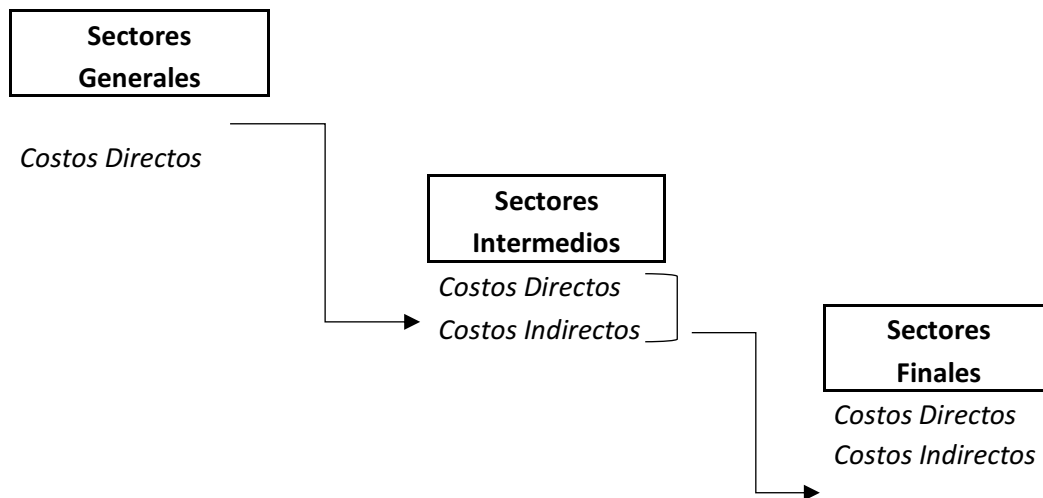 Sectores
Generales
Costos Directos
Sectores
Intermedios
Costos Directos
Costos Indirectos
Sectores
Finales
Costos Directos
Costos Indirectos